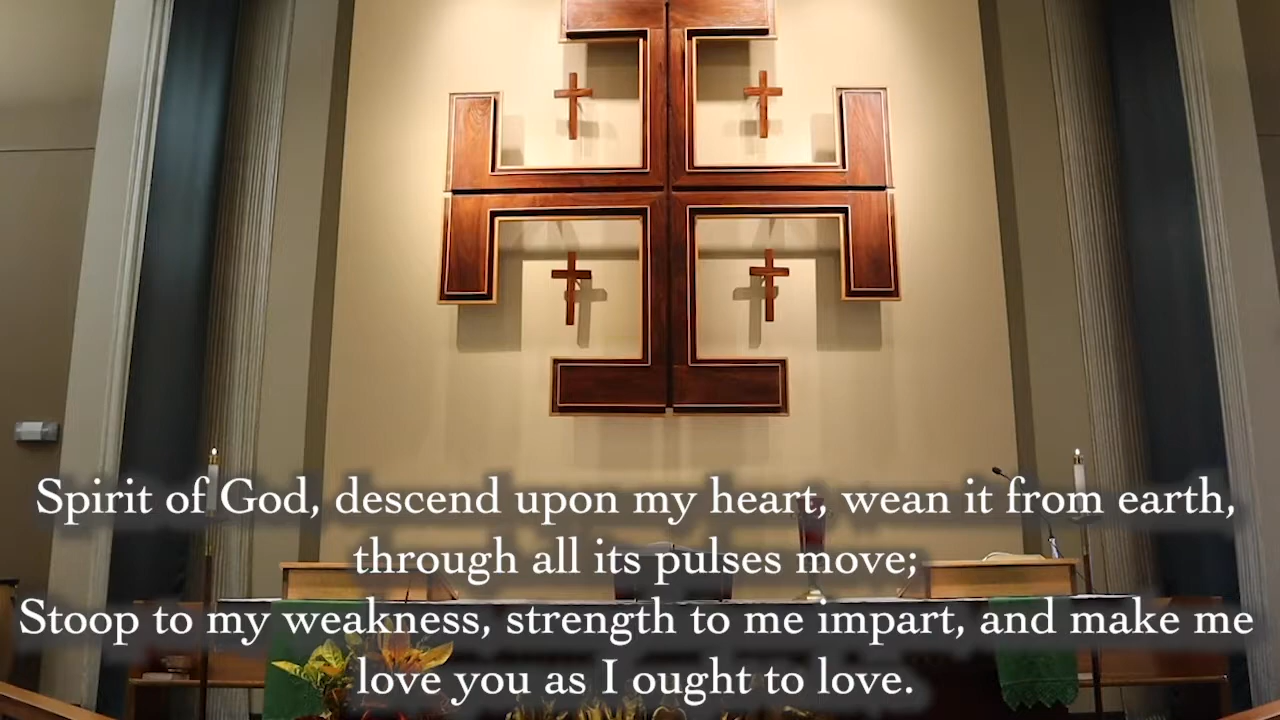 Spirit of God, descend upon my heart, wean it from earth,
through all its pulses move;
Stoop to my weakness, strength to me impart, and make me
love you as I ought to love.